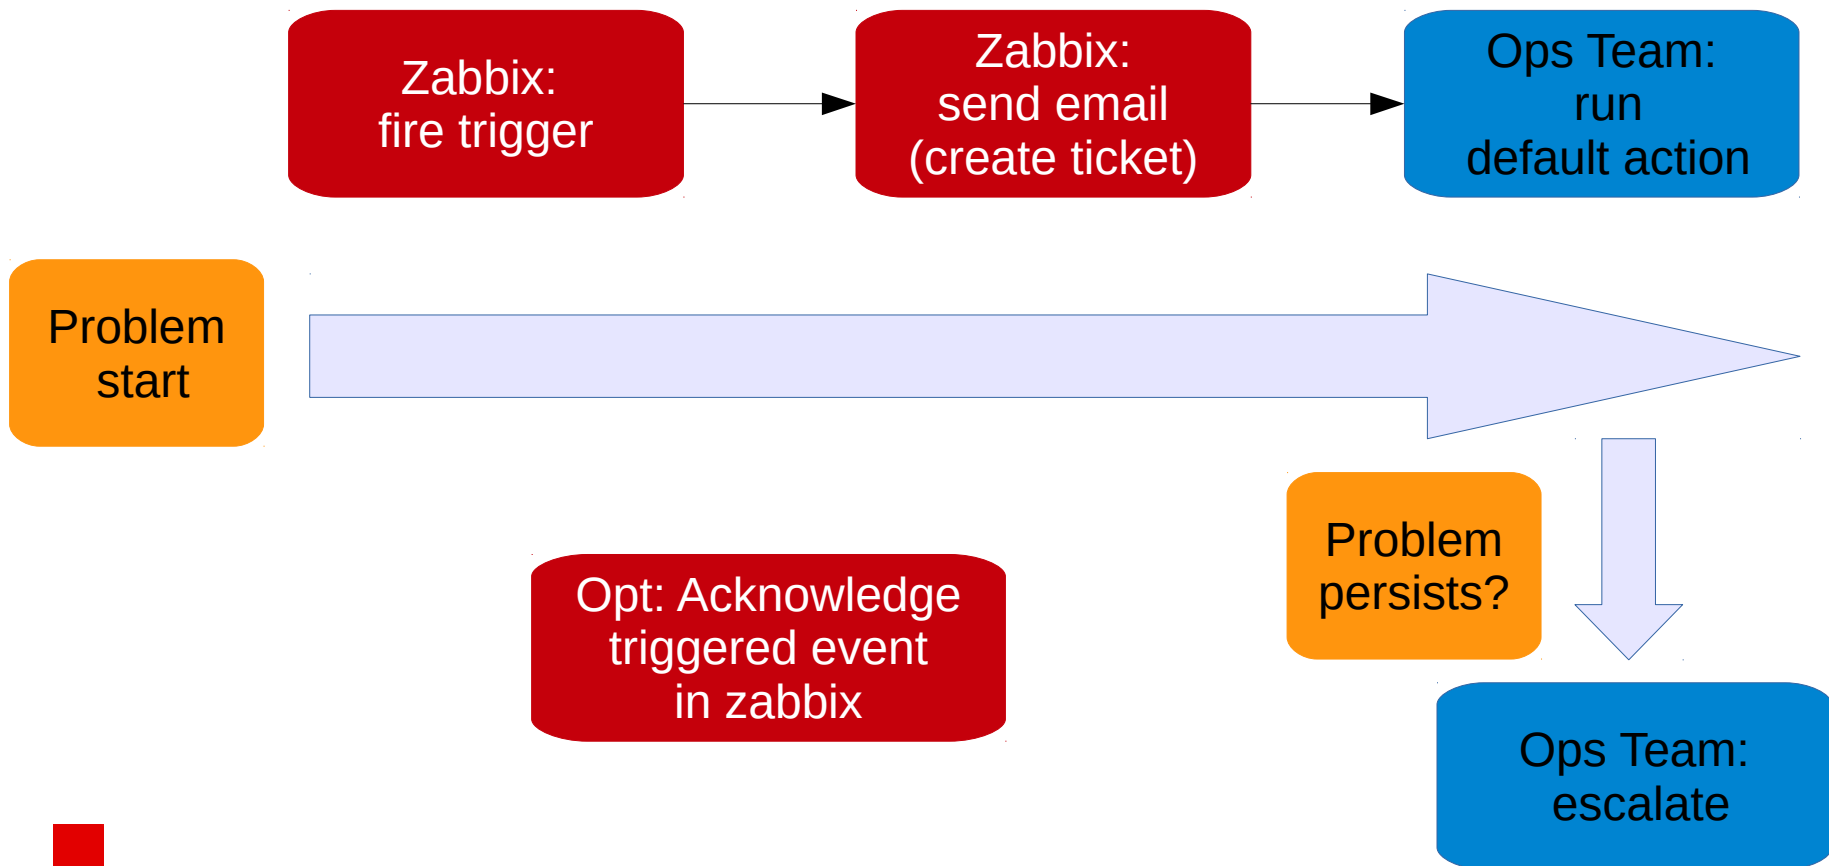 Zabbix:
fire trigger
Zabbix:
send email
(create ticket)
Ops Team:
run
default action
Problem
start
Problem
persists?
Opt: Acknowledge
triggered event
in zabbix
Ops Team:
escalate